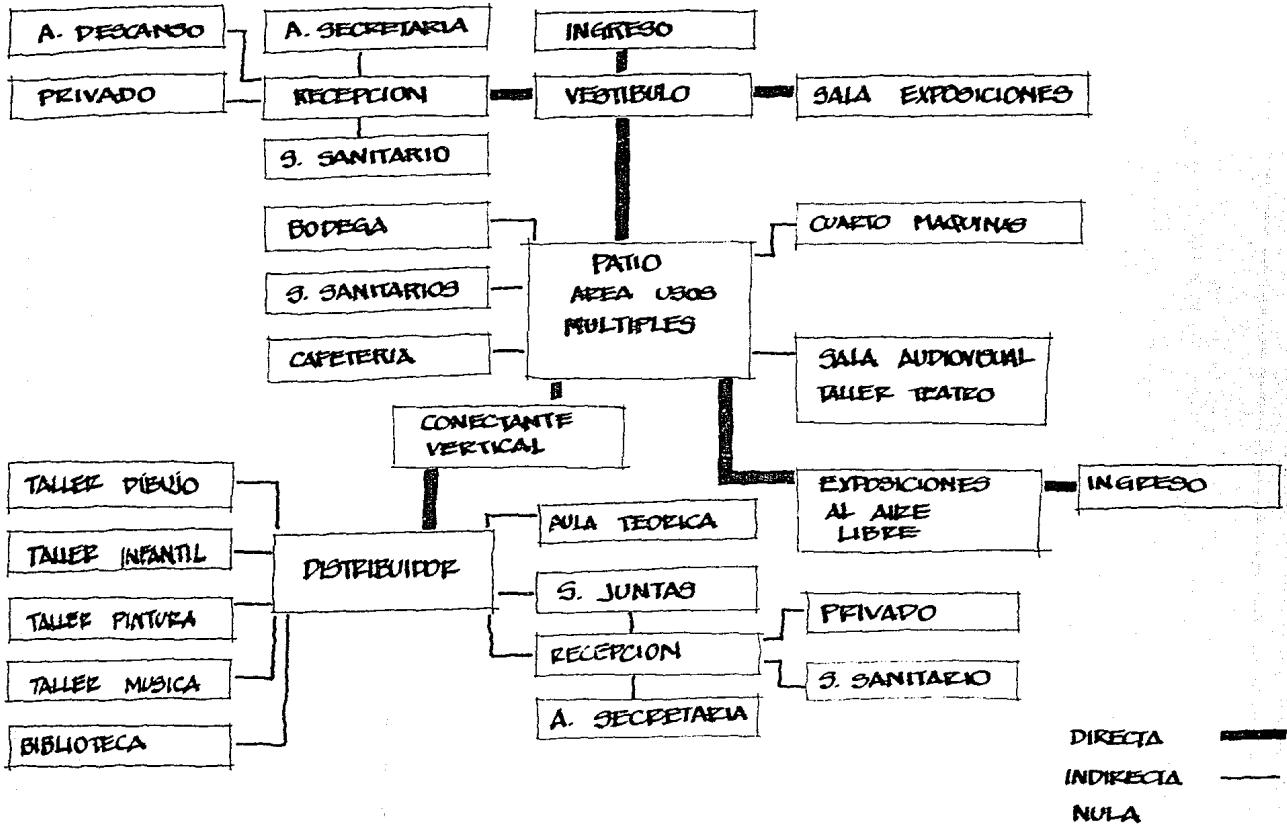 A. DESCANSO
A. SECRETARIA
INGRESO
PRIVADO
RECEPCION
VESTIBULO
SALA EXPOSICIONES
S. SANITARIO
BODEGA
CUARTO MAQUINAS
PATIO
AREA USOS
MULTIPLES
S. SANITARIOS
CAFETERIA
SALA AUDIOVISUAL
TALLER TEATRO
CONECTANTE
VERTICAL
TALLER DIBUJO
EXPOSICIONES
AL AIRE
LIBRE
INGRESO
AULA TEORICA
TALLER INFANTIL
DISTRIBUIDOR
S. JUNTAS
TALLER PINTURA
PRIVADO
RECEPCION
TALLER MUSICA
S. SANITARIO
A. SECRETARIA
BIBLIOTECA
DIRECTA
INDIRECTA
NULA